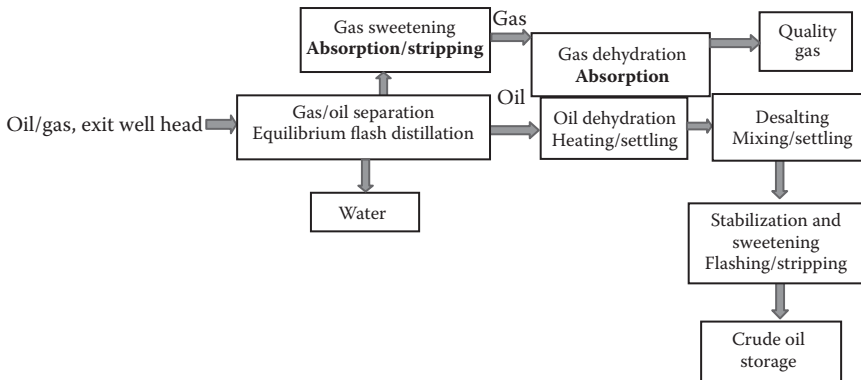 Gas sweetening
Absorption/stripping
Gas
Gas dehydration
Absorption
Quality
gas
Oil/gas, exit well head
Gas/oil separation
Equilibrium flash distillation
Oil
Oil dehydration
Heating/settling
Desalting
Mixing/settling
Water
Stabilization and
sweetening
Flashing/stripping
Crude oil
storage